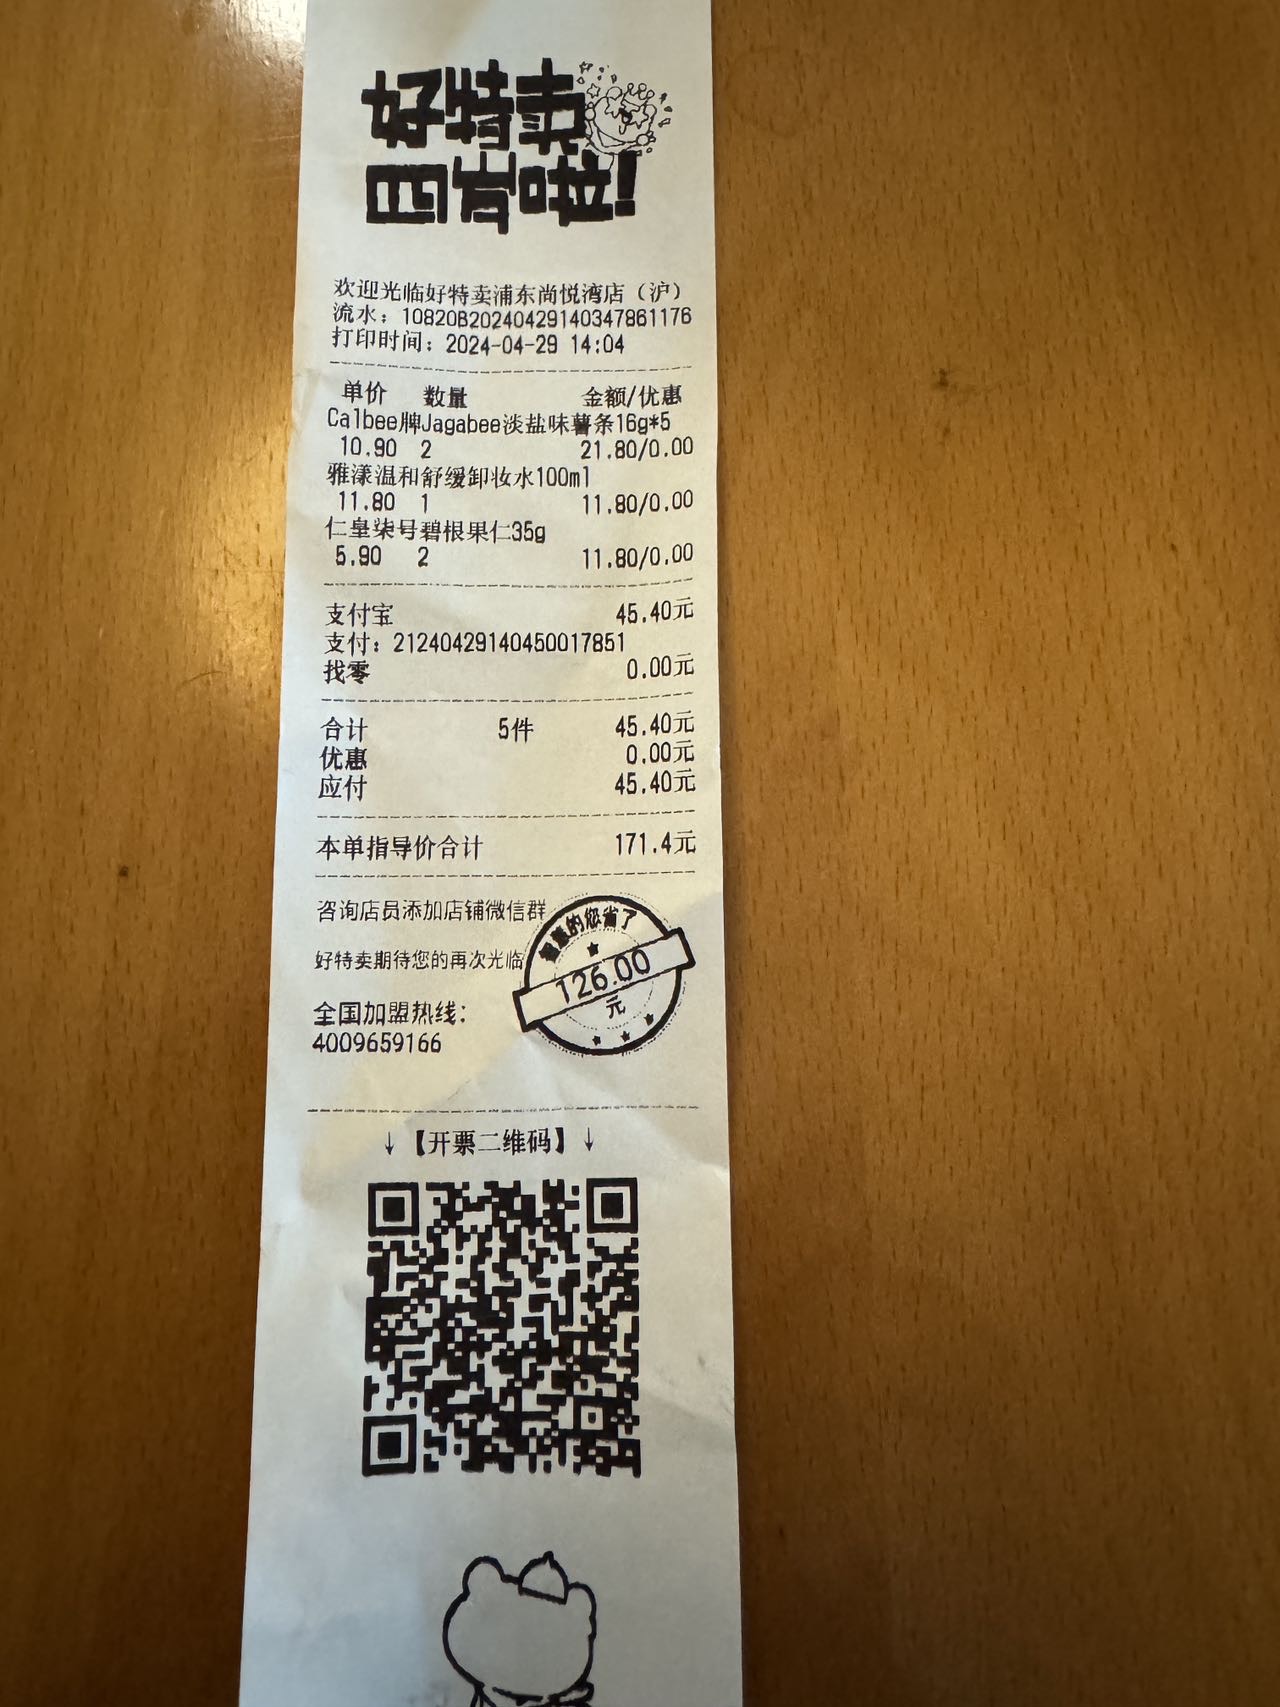 欢迎光临好特卖浦东尚悦湾店（沪）
流水：10820B20240429140347861176
打印时间：2024-04-29 14:04
单价 数量 金额/优惠
Calbee牌Jagabee淡盐味薯条16g*5
10.90 2 21.80/0.00
雅漾温和舒缓卸妆水100ml
11.80 1 11.80/0.00
仁皇柒号碧根果仁35g
5.90 2 11.80/0.00
支付宝 45.40元
支付：21240429140450017851
找零 0.00元
合计 5件 45.40元
优惠 0.00元
应付 45.40元
本单指导价合计 171.4元
咨询店员添加店铺微信群
好特卖期待您的再次光临
的您省了
126.00
元
全国加盟热线：
4009659166
↓【开票二维码】↓